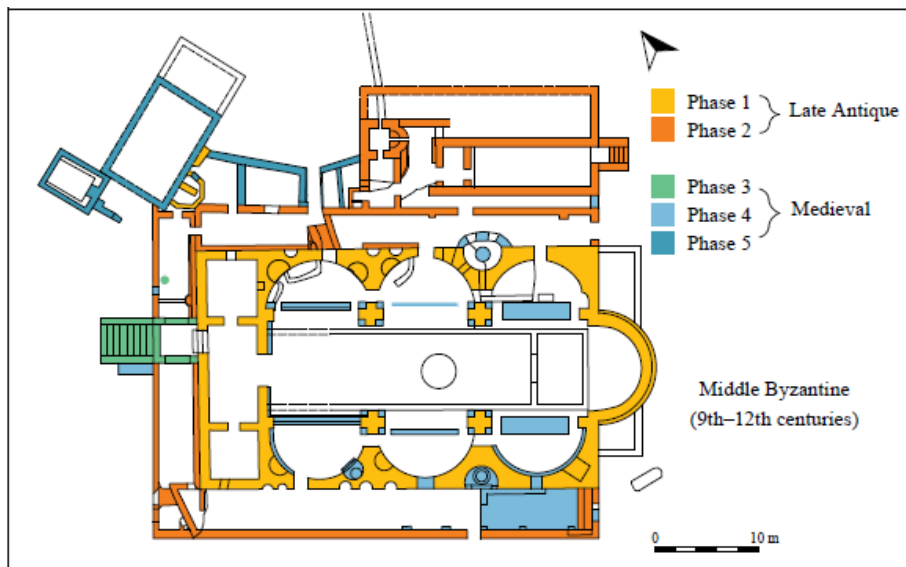 Phase 1
Phase 2
Late Antique
Phase 3
Phase 4
Phase 5
Medieval
Middle Byzantine
(9th–12th centuries)
0 10 m